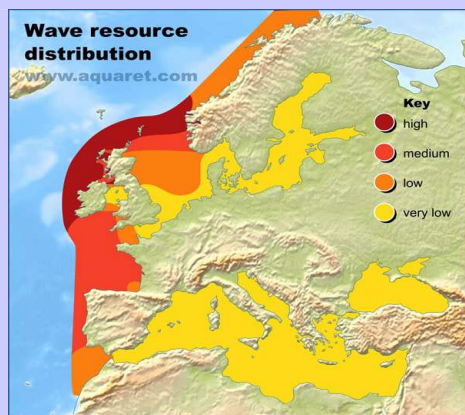 Wave resource
distribution
www.aquaret.com
Key
high
medium
low
very low